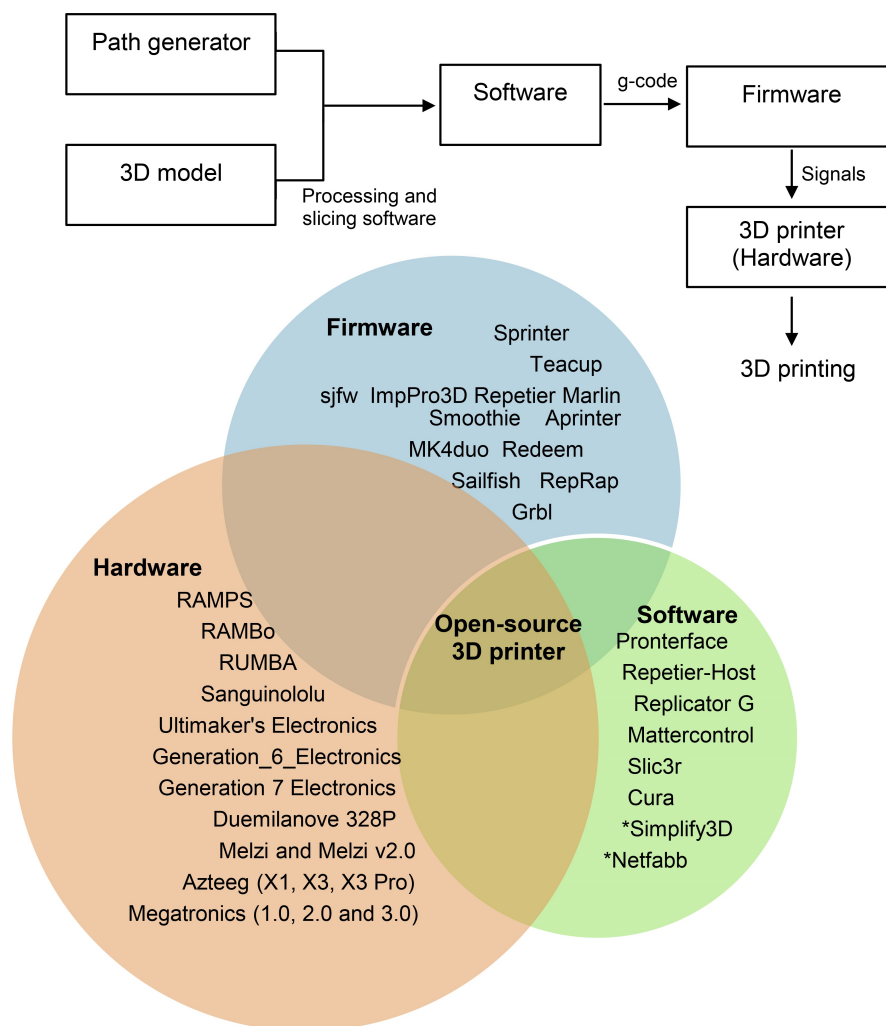 Path generator
Software
g-code
Firmware
3D model
Processing and
slicing software
Signals
3D printer
(Hardware)
3D printing
Firmware
Sprinter
Teacup
sjfw ImpPro3D Repetier Marlin
Smoothie Aprinter
MK4duo Redeem
Sailfish RepRap
Grbl
Hardware
RAMPS
RAMBo
RUMBA
Sanguinololu
Ultimaker's Electronics
Generation_6_Electronics
Generation 7 Electronics
Duemilanove 328P
Melzi and Melzi v2.0
Azteeg (X1, X3, X3 Pro)
Megatronics (1.0, 2.0 and 3.0)
Open-source
3D printer
Software
Pronterface
Repetier-Host
Replicator G
Mattercontrol
Slic3r
Cura
*Simplify3D
*Netfabb